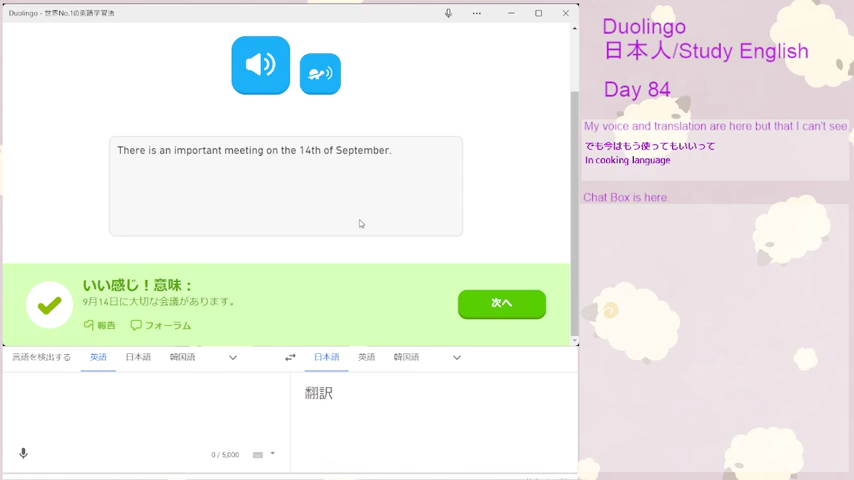 Duolingo - 世界No.1の英語学習法
There is an important meeting on the 14th of September.
いい感じ！意味：
9月14日に大切な会議があります。
報告
フォーラム
次へ
言語を検出する
英語
日本語
韓国語
日本語
英語
韓国語
翻訳
0 / 5,000
Duolingo
日本人/Study English
Day 84
My voice and translation are here but that I can't see
でも今はもう使ってもいいって
In cooking language
Chat Box is here.